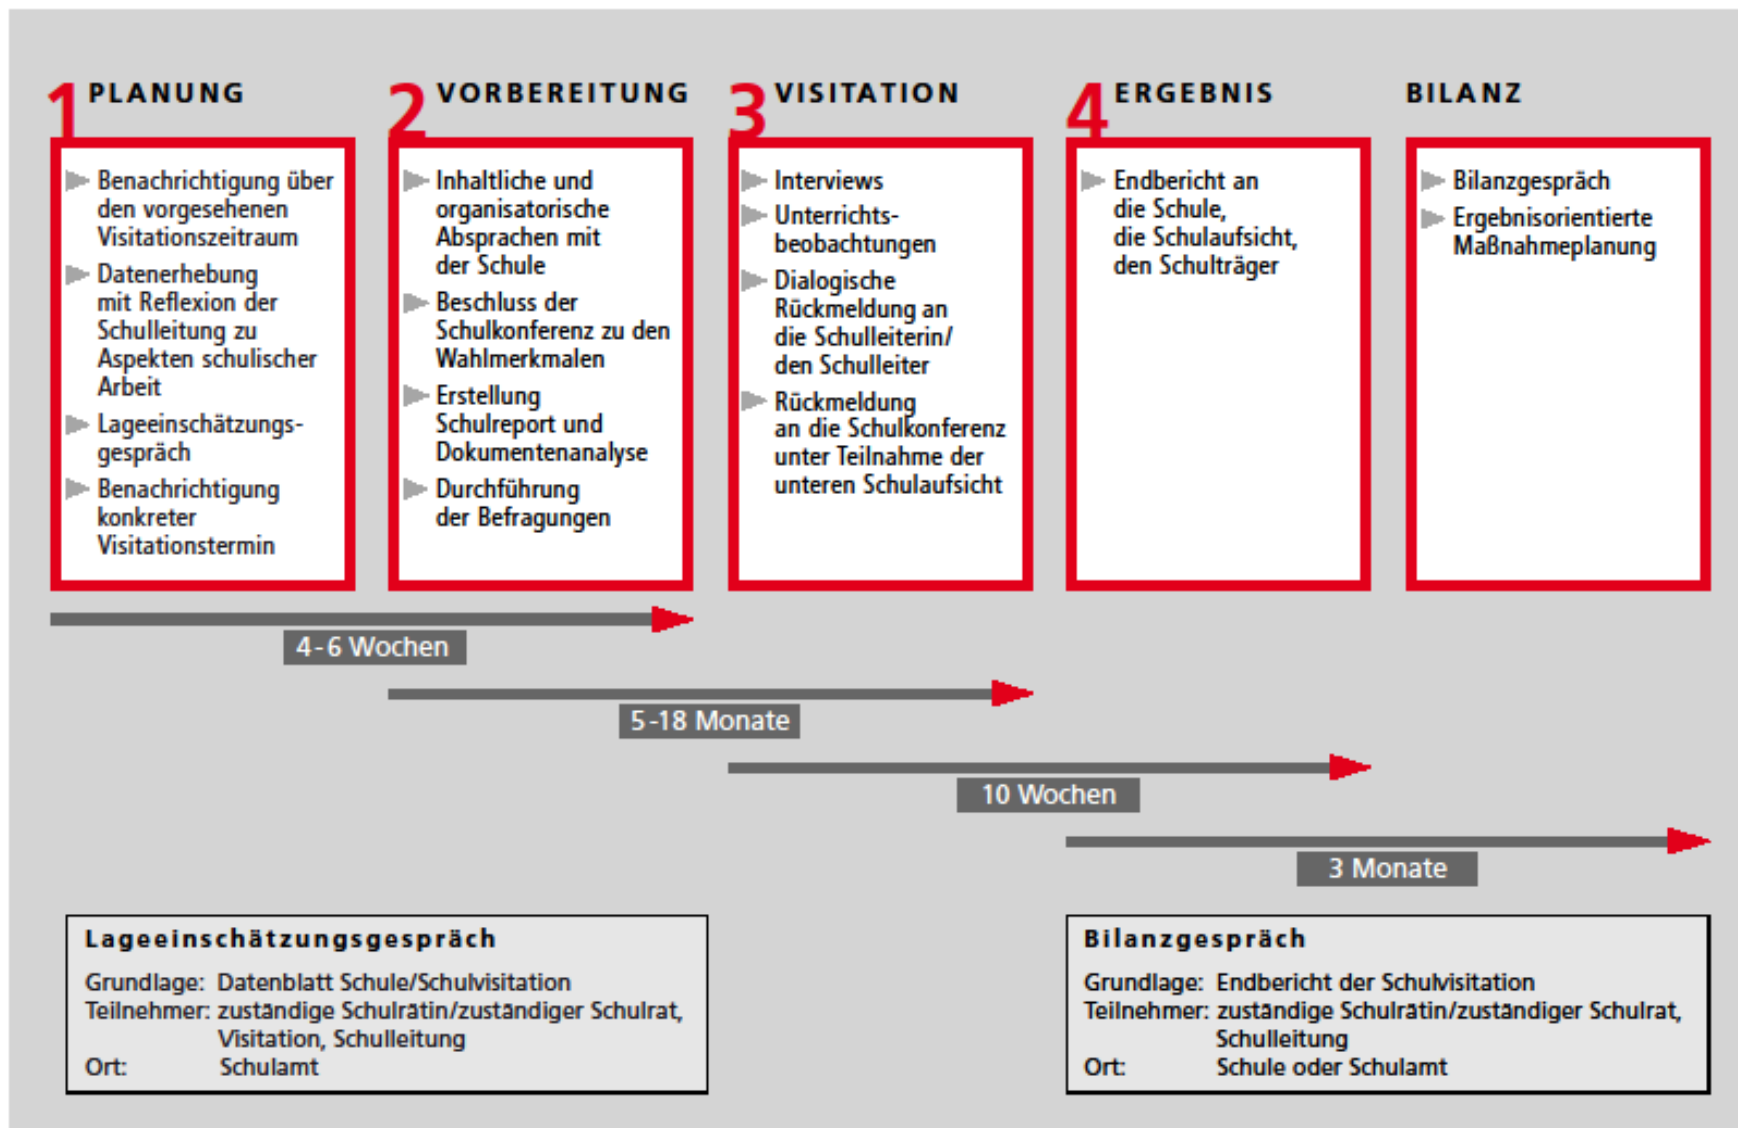 1 PLANUNG
Benachrichtigung über
den vorgesehenen
Visitationszeitraum
Datenerhebung
mit Reflexion der
Schulleitung zu
Aspekten schulischer
Arbeit
Lageeinschätzungs-
gespräch
Benachrichtigung
konkreter
Visitationstermin
2 VORBEREITUNG
Inhaltliche und
organisatorische
Absprachen mit
der Schule
Beschluss der
Schulkonferenz zu den
Wahlmerkmalen
Erstellung
Schulreport und
Dokumentenanalyse
Durchführung
der Befragungen
3 VISITATION
Interviews
Unterrichts-
beobachtungen
Dialogische
Rückmeldung an
die Schulleiterin/
den Schulleiter
Rückmeldung
an die Schulkonferenz
unter Teilnahme der
unteren Schulaufsicht
4 ERGEBNIS
Endbericht an
die Schule,
die Schulaufsicht,
den Schulträger
BILANZ
Bilanzgespräch
Ergebnisorientierte
Maßnahmeplanung
4-6 Wochen
5-18 Monate
10 Wochen
3 Monate
Lageeinschätzungsgespräch
Grundlage: Datenblatt Schule/Schulvisitation
Teilnehmer: zuständige Schulrätin/zuständiger Schulrat,
Visitation, Schulleitung
Ort: Schulamt
Bilanzgespräch
Grundlage: Endbericht der Schulvisitation
Teilnehmer: zuständige Schulrätin/zuständiger Schulrat,
Schulleitung
Ort: Schule oder Schulamt